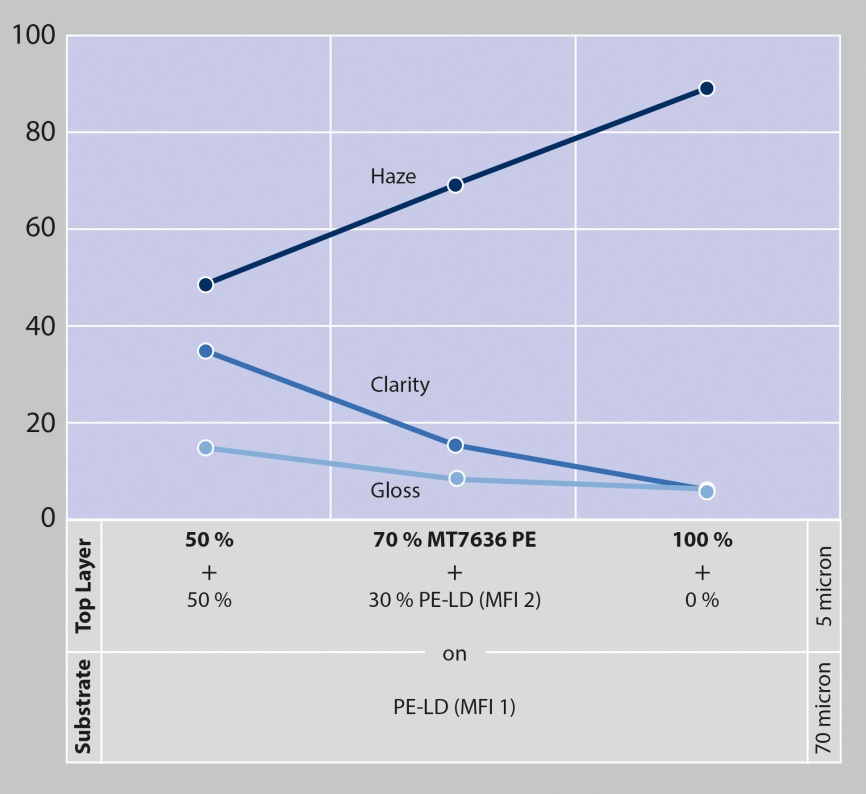 100
80
60
40
20
0
Haze
Clarity
Gloss
Top Layer
50 % 70 % MT7636 PE 100 %
+ + +
50 % 30 % PE-LD (MFI 2) 0 %
5 micron
on
Substrate
PE-LD (MFI 1)
70 micron